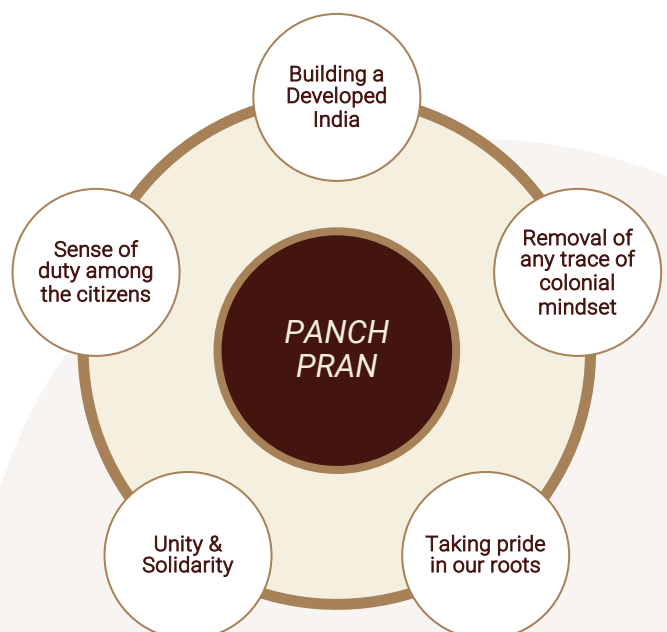 Building a
Developed
India
Removal of
any trace of
colonial
mindset
Taking pride
in our roots
Unity &
Solidarity
Sense of
duty among
the citizens
PANCH
PRAN